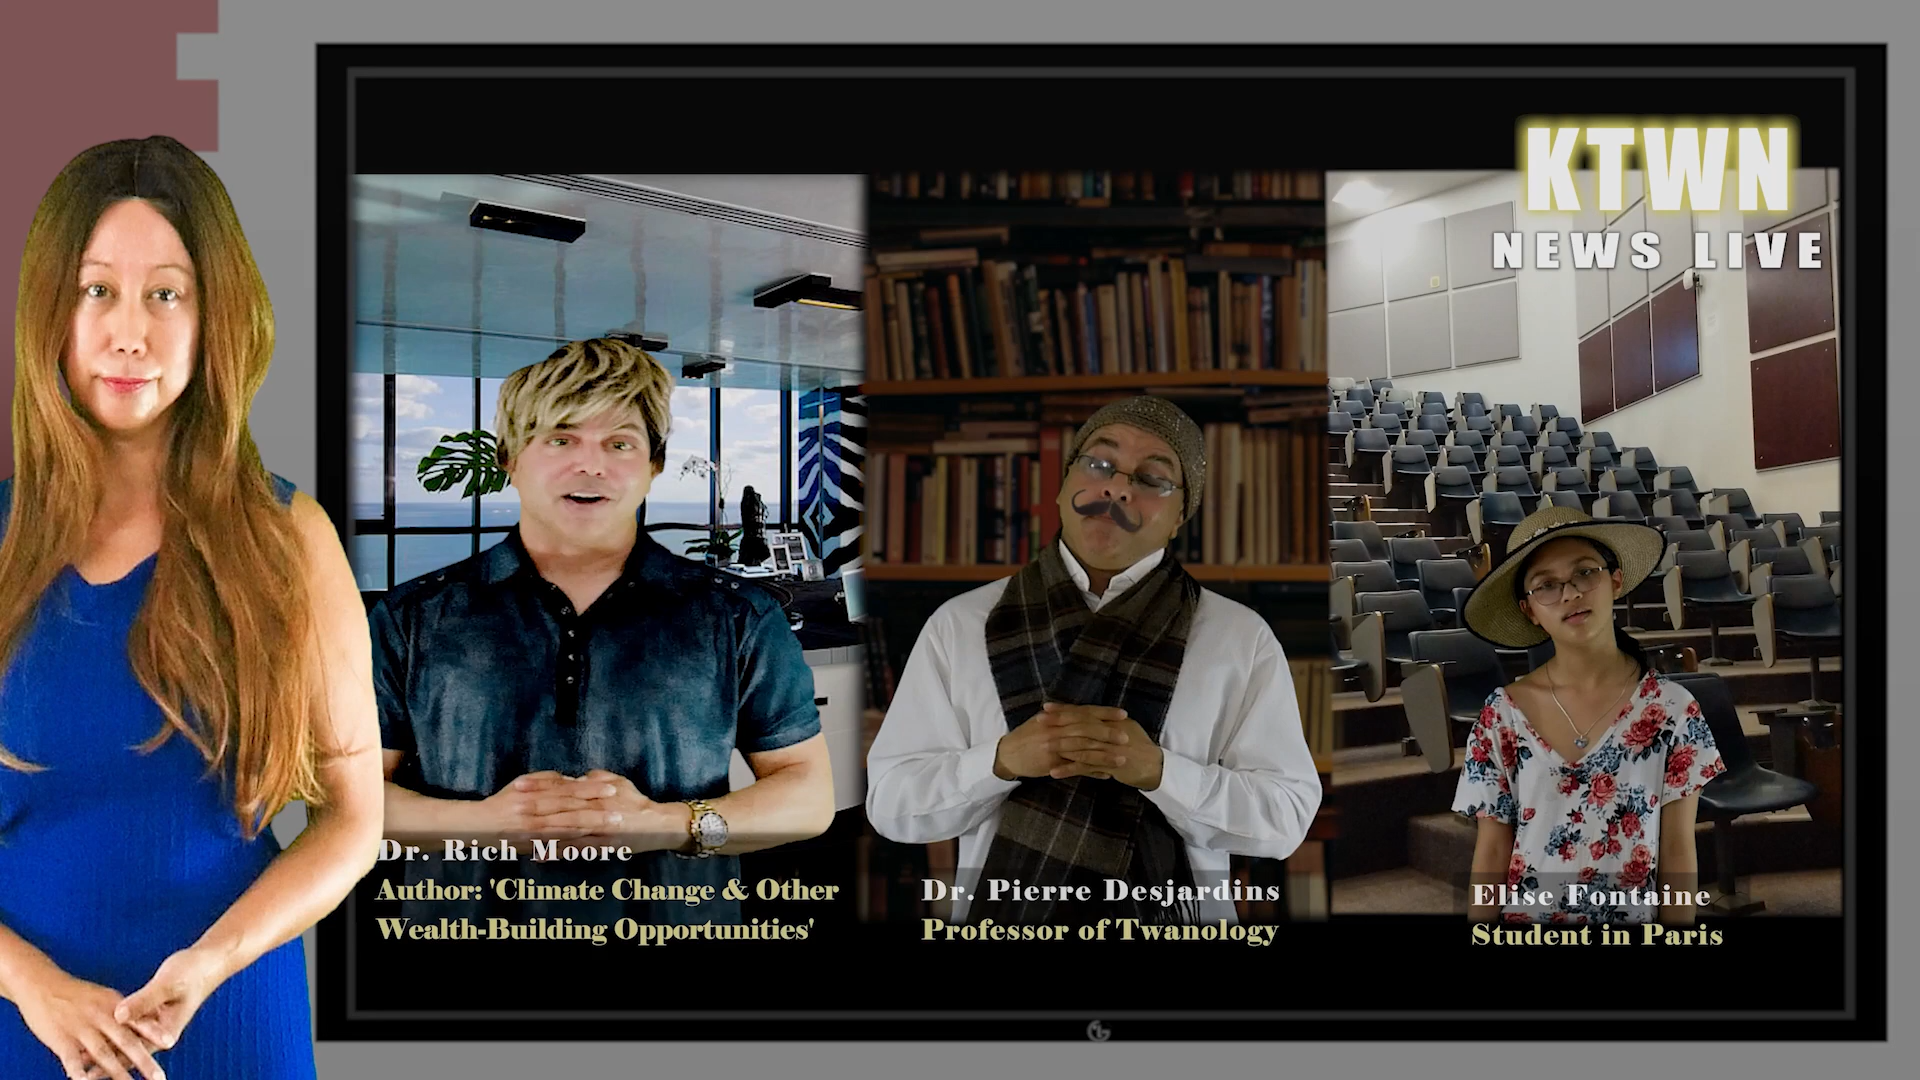 KTWN
NEWS LIVE
Dr. Rich Moore
Author: 'Climate Change & Other
Wealth-Building Opportunities'
Dr. Pierre Desjardins
Professor of Twanology
Elise Fontaine
Student in Paris